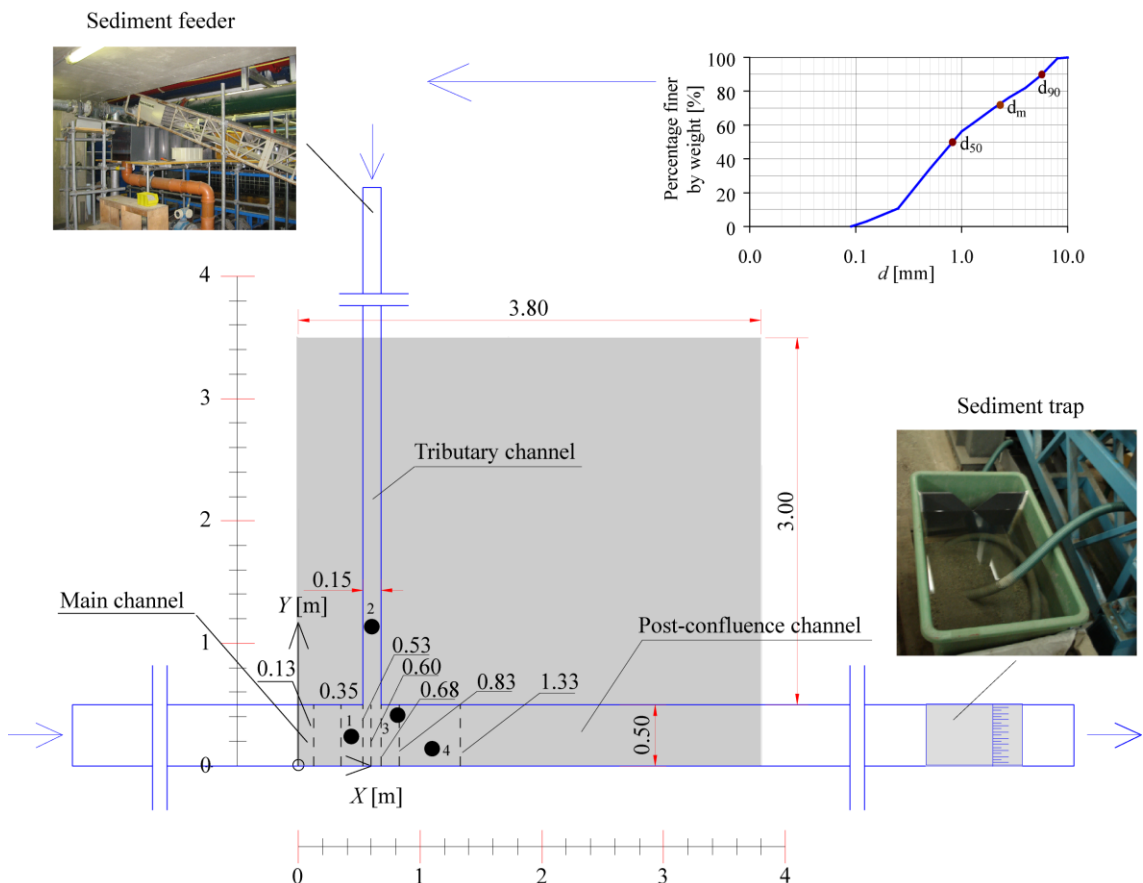 Sediment feeder
100
80
60
40
20
0
Percentage finer
by weight [%]
d90
dm
d50
0.0
0.1
1.0
10.0
d [mm]
4
3
2
1
0
3.80
Tributary channel
3.00
Sediment trap
0.15
Main channel
Y [m]
2
Post-confluence channel
0.53
0.13
0.35
0.60
0.68
0.83
1.33
1
3
4
0.50
X [m]
0
1
2
3
4